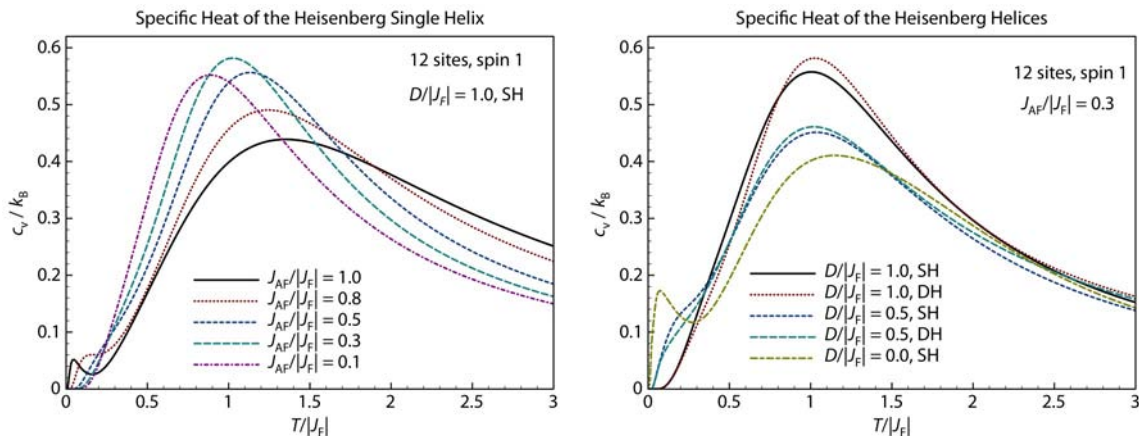 Specific Heat of the Heisenberg Single Helix
0.6
0.5
0.4
0.3
0.2
0.1
0
c_v / k_B
12 sites, spin 1
D/|J_F| = 1.0, SH
J_AF/|J_F| = 1.0
J_AF/|J_F| = 0.8
J_AF/|J_F| = 0.5
J_AF/|J_F| = 0.3
J_AF/|J_F| = 0.1
0 0.5 1 1.5 2 2.5 3
T/|J_F|
Specific Heat of the Heisenberg Helices
0.6
0.5
0.4
0.3
0.2
0.1
0
c_v / k_B
12 sites, spin 1
J_AF/|J_F| = 0.3
D/|J_F| = 1.0, SH
D/|J_F| = 1.0, DH
D/|J_F| = 0.5, SH
D/|J_F| = 0.5, DH
D/|J_F| = 0.0, SH
0 0.5 1 1.5 2 2.5 3
T/|J_F|